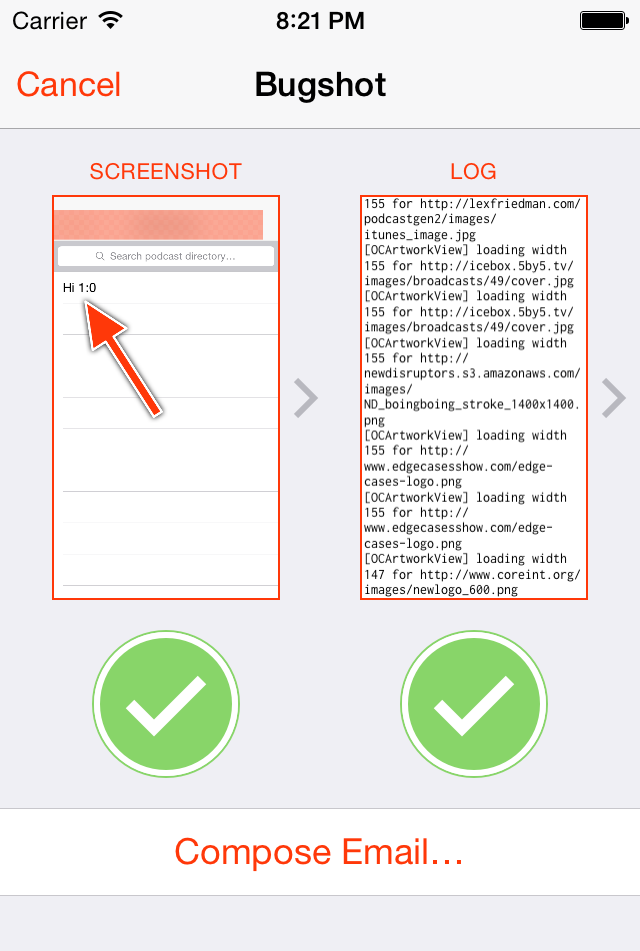 Carrier 8:21 PM
Cancel Bugshot
SCREENSHOT
Search podcast directory...
Hi 1:0
LOG
155 for http://lexfriedman.com/
podcastgen2/images/
itunes_image.jpg
[OCArtworkView] loading width
155 for http://icebox.5by5.tv/
images/broadcasts/49/cover.jpg
[OCArtworkView] loading width
155 for http://icebox.5by5.tv/
images/broadcasts/49/cover.jpg
[OCArtworkView] loading width
155 for http://
newdisruptors.s3.amazonaws.com/
images/
ND_boingboing_stroke_1400x1400.
png
[OCArtworkView] loading width
155 for http://
www.edgecasesshow.com/edge-
cases-logo.png
[OCArtworkView] loading width
155 for http://
www.edgecasesshow.com/edge-
cases-logo.png
[OCArtworkView] loading width
147 for http://www.coreint.org/
images/newlogo_600.png
Compose Email...